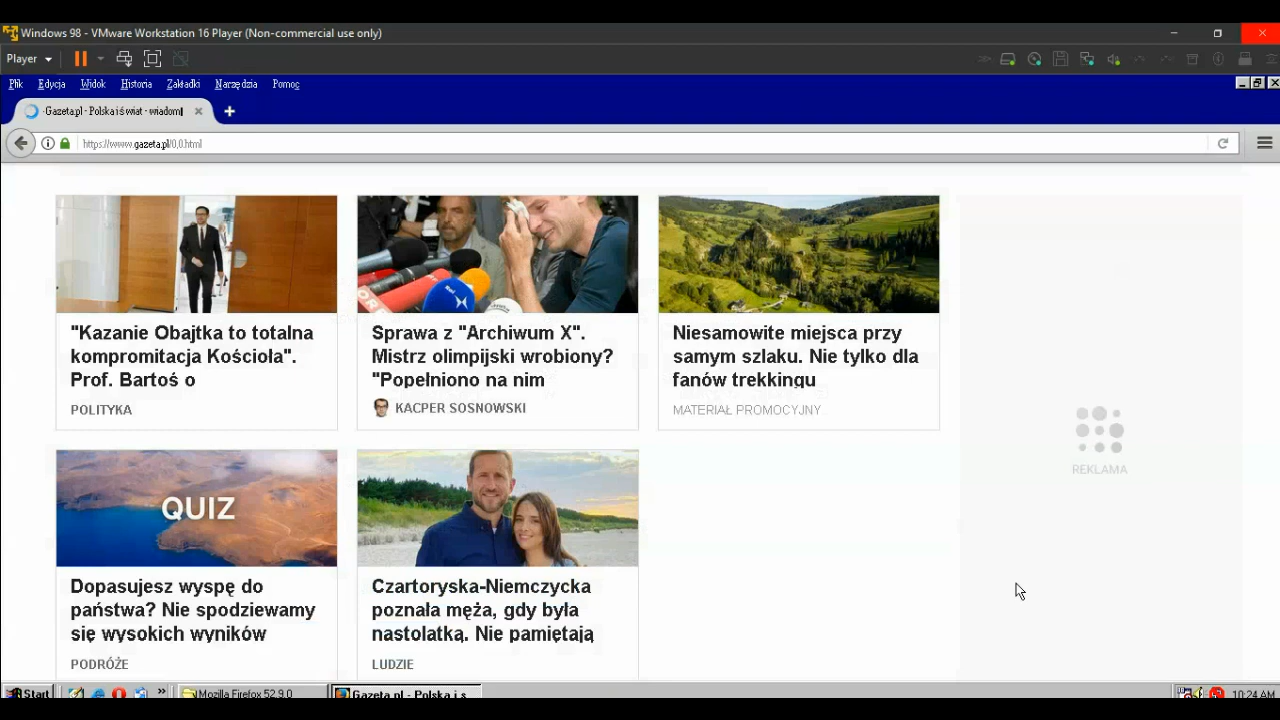 Windows 98 - VMware Workstation 16 Player (Non-commercial use only)
Player
Plik Edycja Widok Historia Zakładki Narzędzia Pomoc
Gazeta.pl - Polska i świat - wiadomi
https://www.gazeta.pl/0,0.html
"Kazanie Obajtka to totalna
kompromitacja Kościoła".
Prof. Bartoś o
POLITYKA
Sprawa z "Archiwum X".
Mistrz olimpijski wrobiony?
"Popełniono na nim
KACPER SOSNOWSKI
Niesamowite miejsca przy
samym szlaku. Nie tylko dla
fanów trekkingu
MATERIAŁ PROMOCYJNY
REKLAMA
QUIZ
Dopasujesz wyspę do
państwa? Nie spodziewamy
się wysokich wyników
PODRÓŻE
Czartoryska-Niemczycka
poznała męża, gdy była
nastolatką. Nie pamiętają
LUDZIE
Start
Mozilla Firefox 52.9.0
Gazeta.pl - Polska i s
10:24 AM